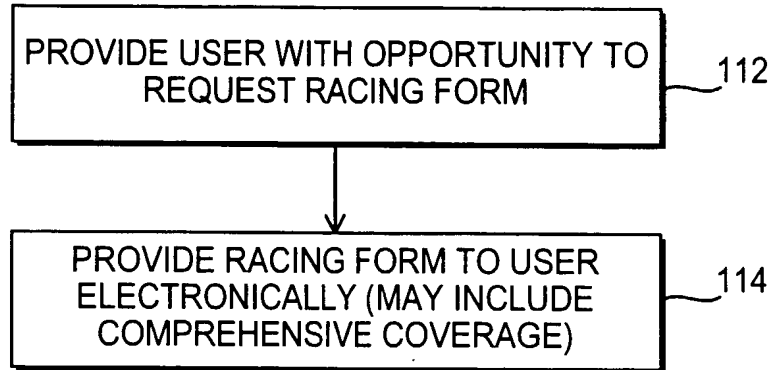 PROVIDE USER WITH OPPORTUNITY TO
REQUEST RACING FORM
112
PROVIDE RACING FORM TO USER
ELECTRONICALLY (MAY INCLUDE
COMPREHENSIVE COVERAGE)
114